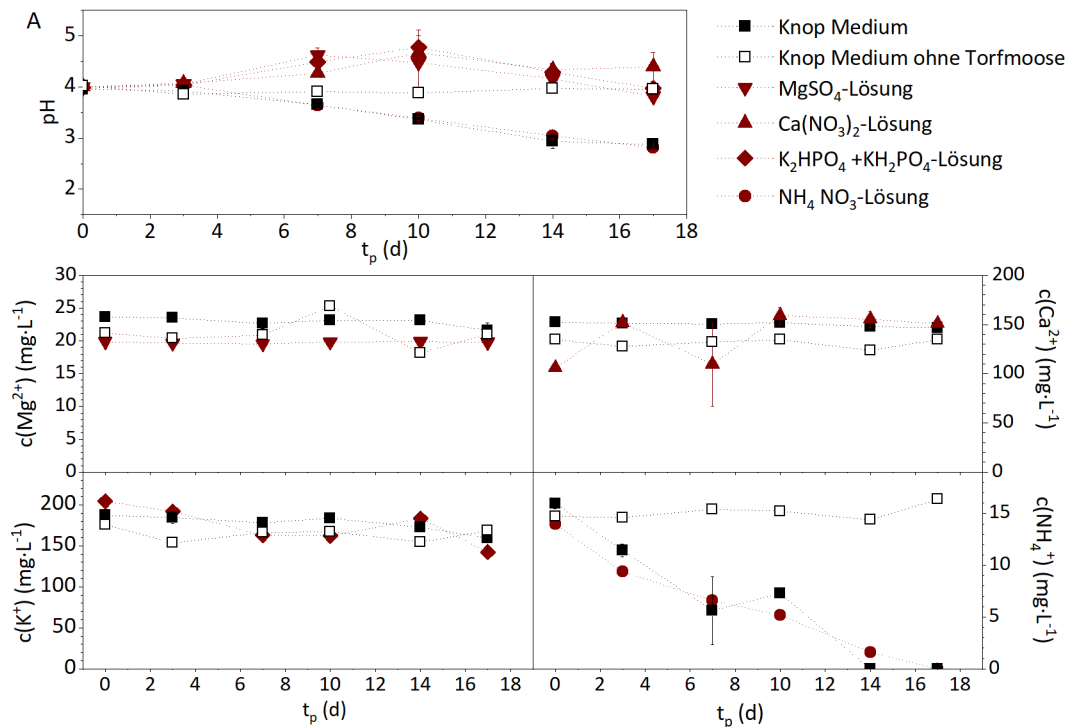 A
5
4
3
2
pH
0 2 4 6 8 10 12 14 16 18
t_p (d)
Knop Medium
Knop Medium ohne Torfmoose
MgSO₄-Lösung
Ca(NO₃)₂-Lösung
K₂HPO₄ +KH₂PO₄-Lösung
NH₄ NO₃-Lösung
30
25
20
15
10
5
0
c(Mg²⁺) (mg·L⁻¹)
200
150
100
50
0
c(Ca²⁺) (mg·L⁻¹)
200
150
100
50
0
c(K⁺) (mg·L⁻¹)
15
10
5
0
c(NH₄⁺) (mg·L⁻¹)
0 2 4 6 8 10 12 14 16 18
0 2 4 6 8 10 12 14 16 18
t_p (d)
t_p (d)